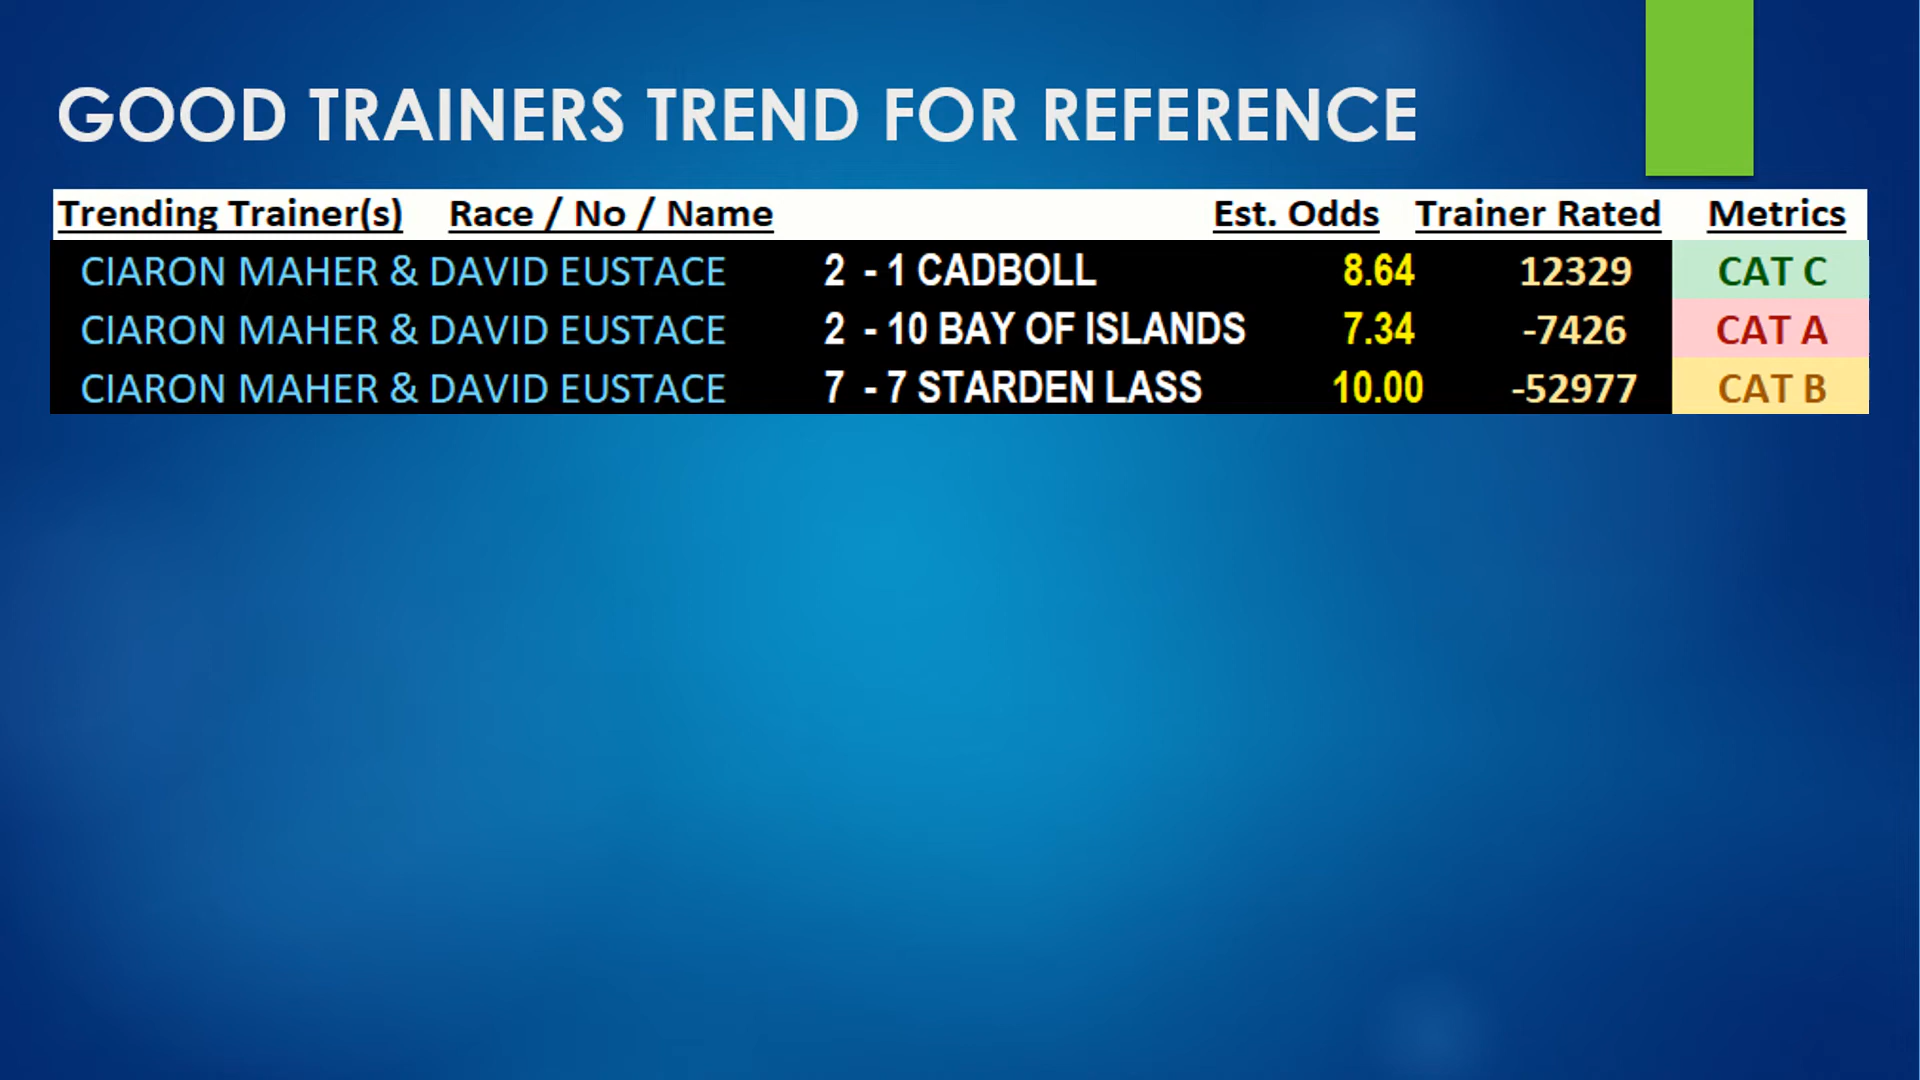 GOOD TRAINERS TREND FOR REFERENCE
Trending Trainer(s) Race / No / Name Est. Odds Trainer Rated Metrics
CIARON MAHER & DAVID EUSTACE 2 - 1 CADBOLL 8.64 12329 CAT C
CIARON MAHER & DAVID EUSTACE 2 - 10 BAY OF ISLANDS 7.34 -7426 CAT A
CIARON MAHER & DAVID EUSTACE 7 - 7 STARDEN LASS 10.00 -52977 CAT B